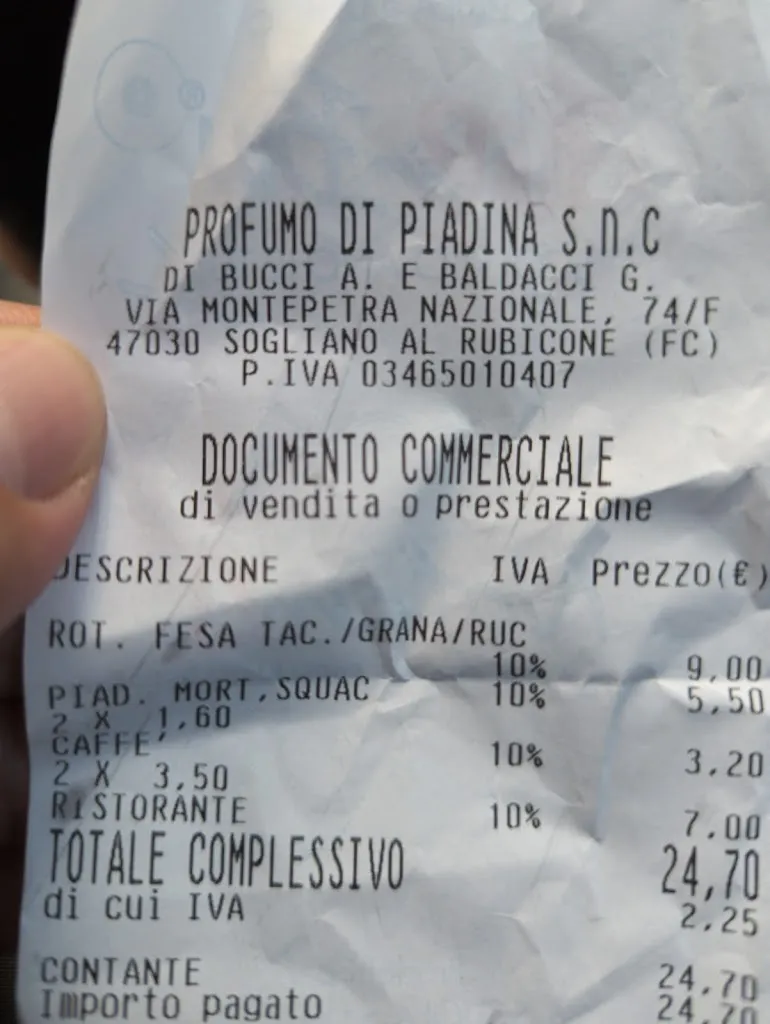 PROFUMO DI PIADINA s.n.C
DI BUCCI A. E BALDACCI G.
VIA MONTEPETRA NAZIONALE, 74/F
47030 SOGLIANO AL RUBICONE (FC)
P.IVA 03465010407
DOCUMENTO COMMERCIALE
di vendita o prestazione
DESCRIZIONE IVA Prezzo(€)
ROT. FESA TAC./GRANA/RUC
10% 9,00
PIAD. MORT,SQUAC 10% 5,50
2 X 1,60
CAFFE' 10% 3,20
2 X 3,50
RISTORANTE 10% 7,00
TOTALE COMPLESSIVO 24,70
di cui IVA 2,25
CONTANTE 24,70
Importo pagato 24,70